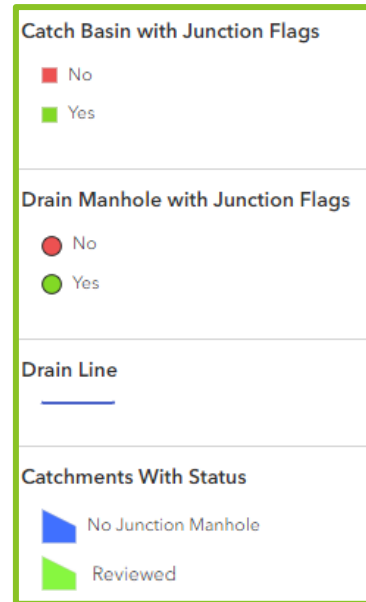 Catch Basin with Junction Flags
No
Yes
Drain Manhole with Junction Flags
No
Yes
Drain Line
Catchments With Status
No Junction Manhole
Reviewed